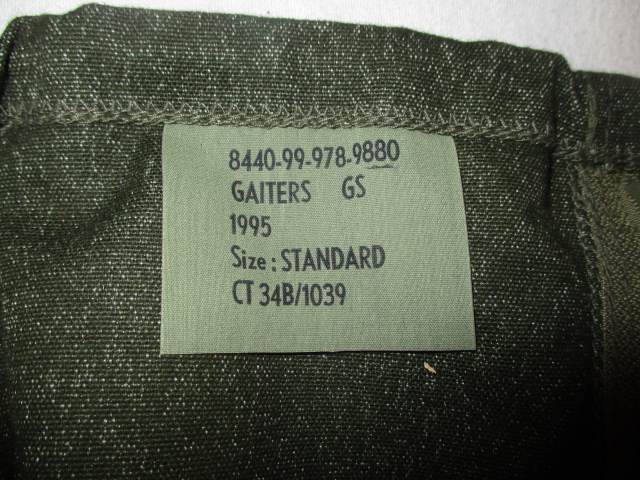 8440-99-978-9880
GAITERS GS
1995
Size: STANDARD
CT 34B/1039